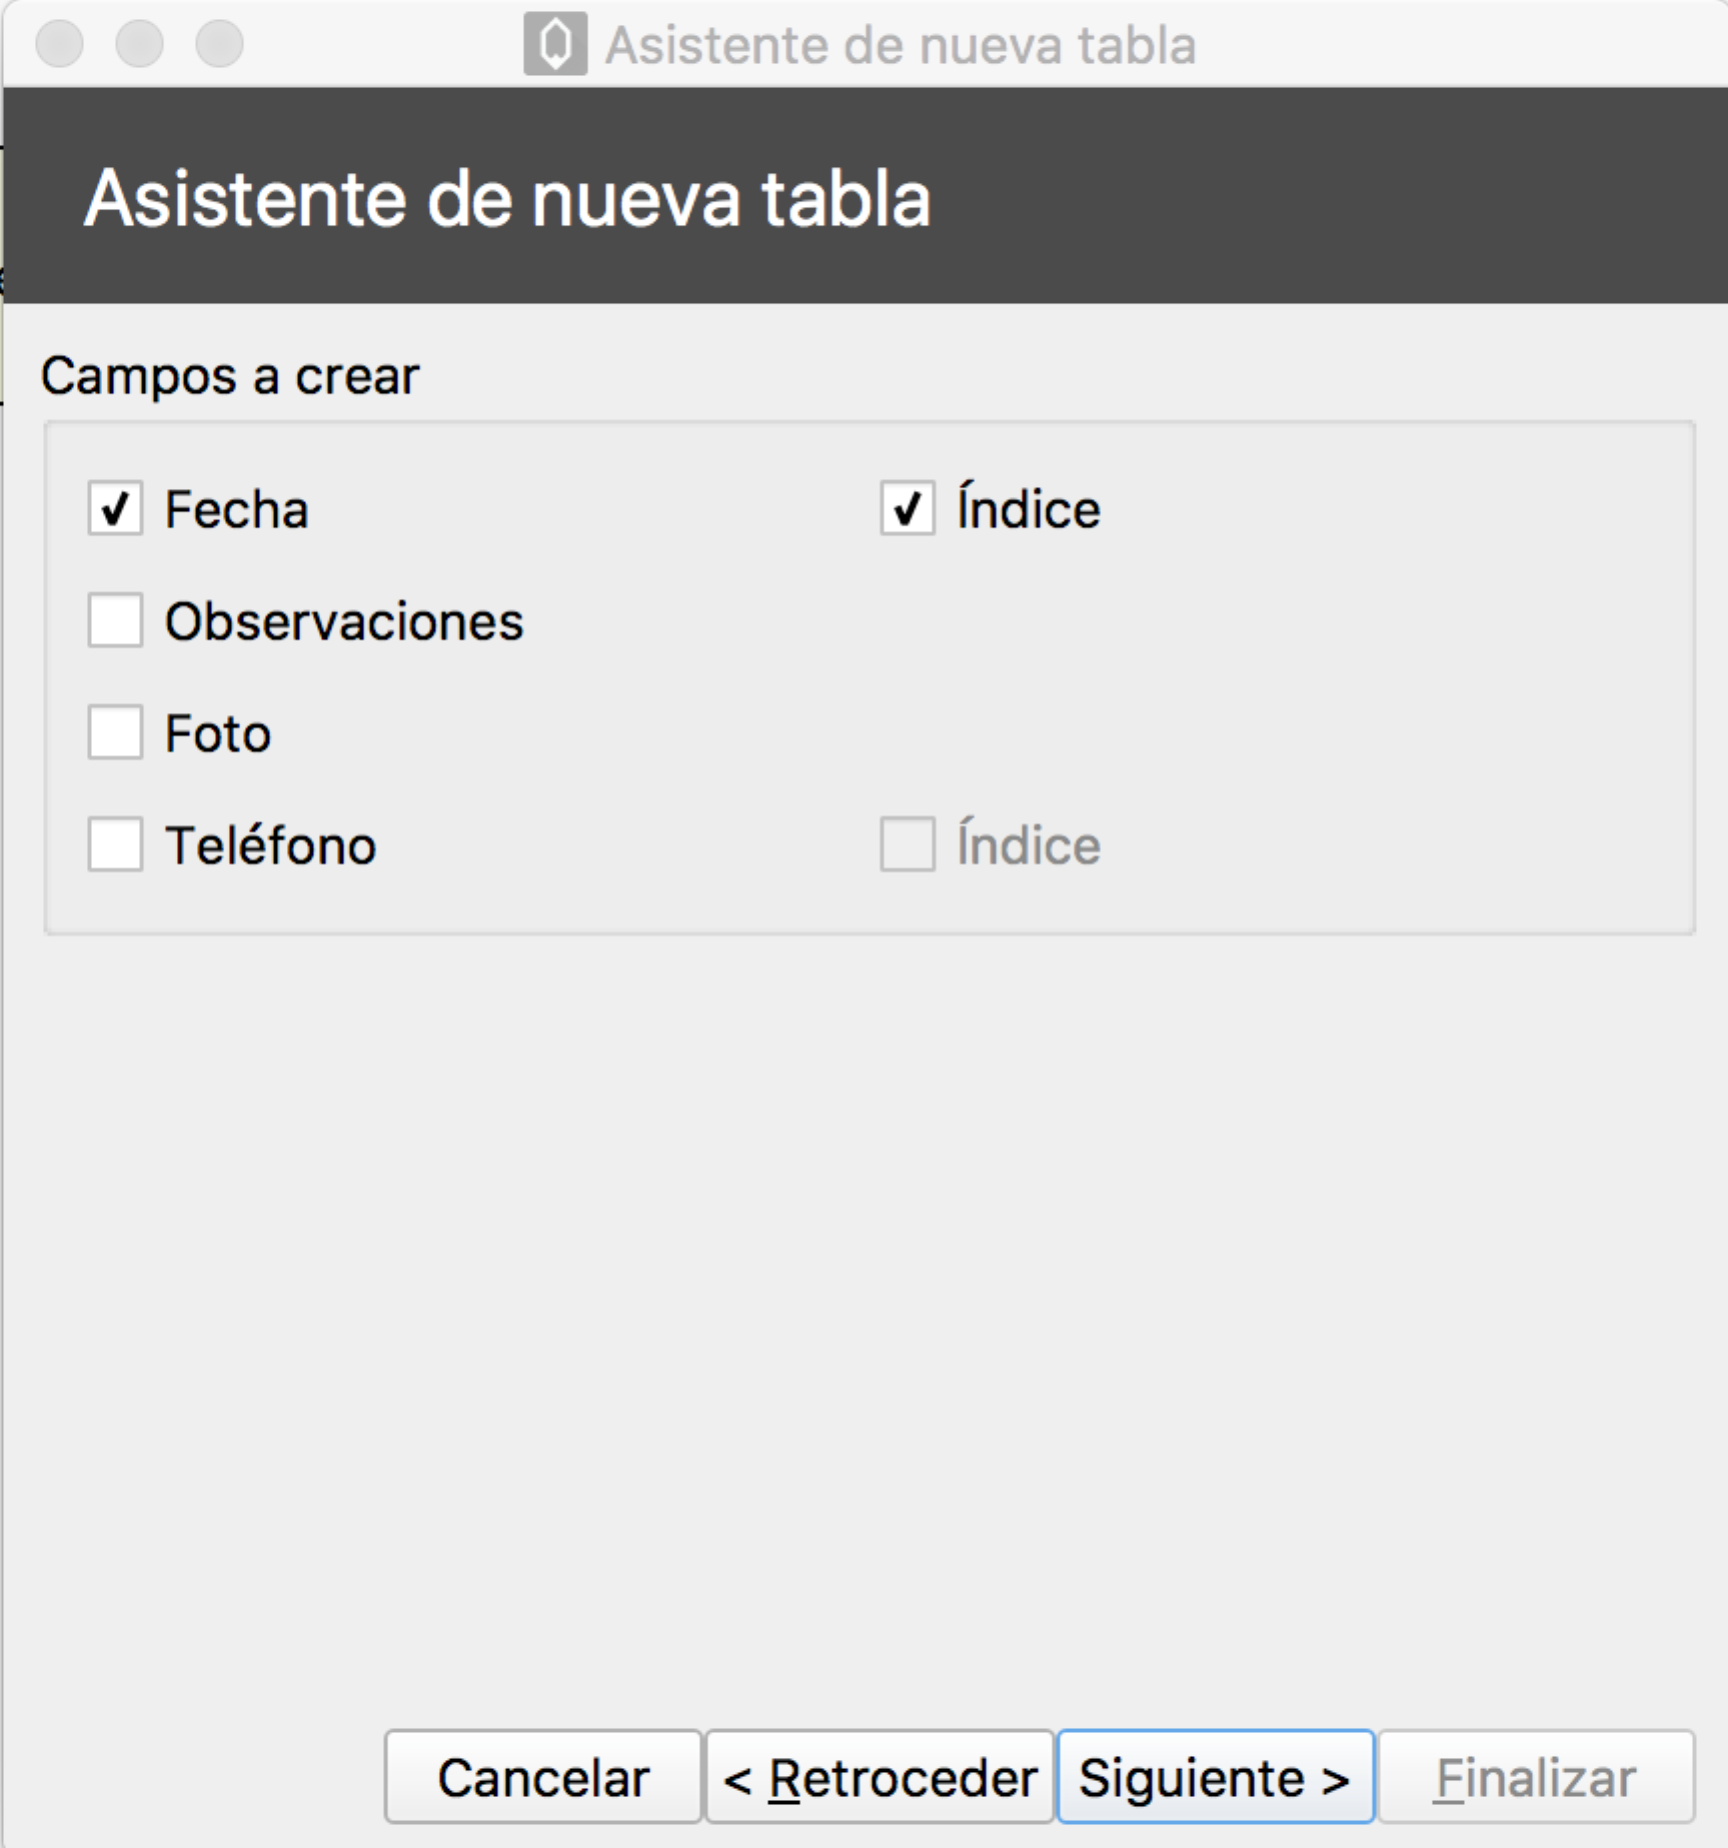 Asistente de nueva tabla
Asistente de nueva tabla
Campos a crear
Fecha Índice
Observaciones
Foto
Teléfono Índice
Cancelar < Retroceder Siguiente > Finalizar